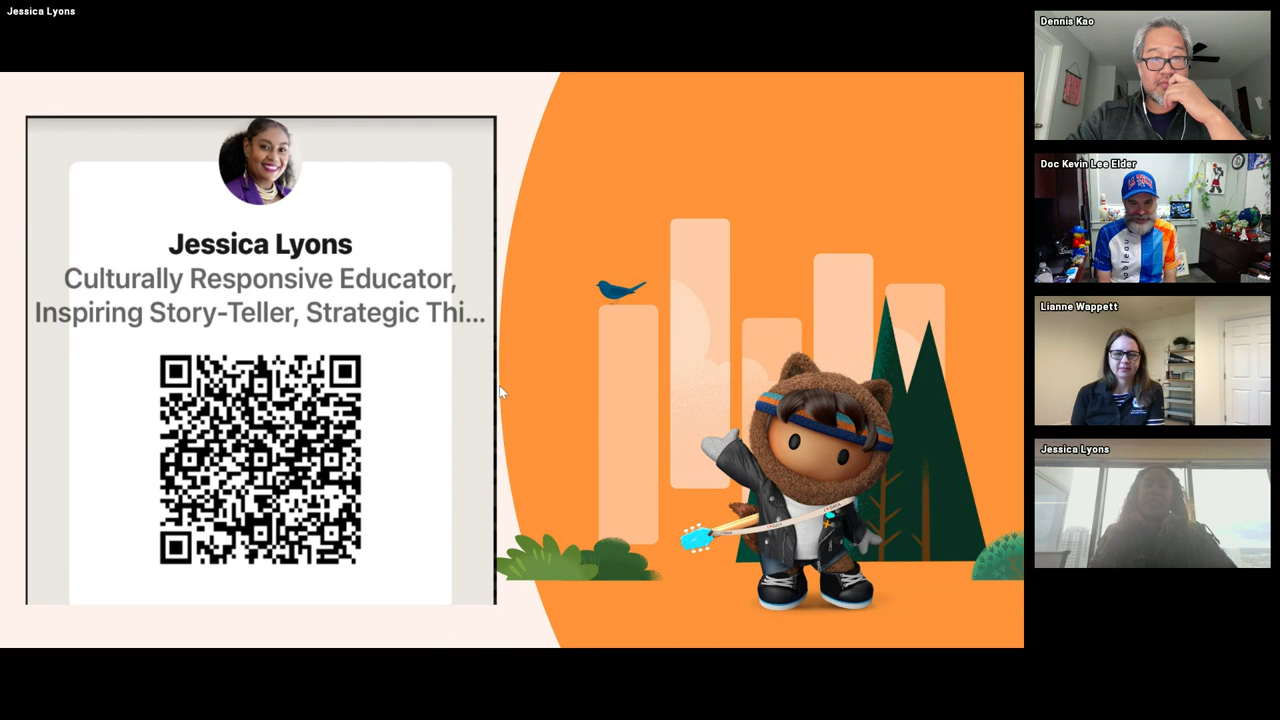 Jessica Lyons
Jessica Lyons
Culturally Responsive Educator,
Inspiring Story-Teller, Strategic Thi...
Dennis Kao
Doc Kevin Lee Elder
Lianne Wappett
Jessica Lyons